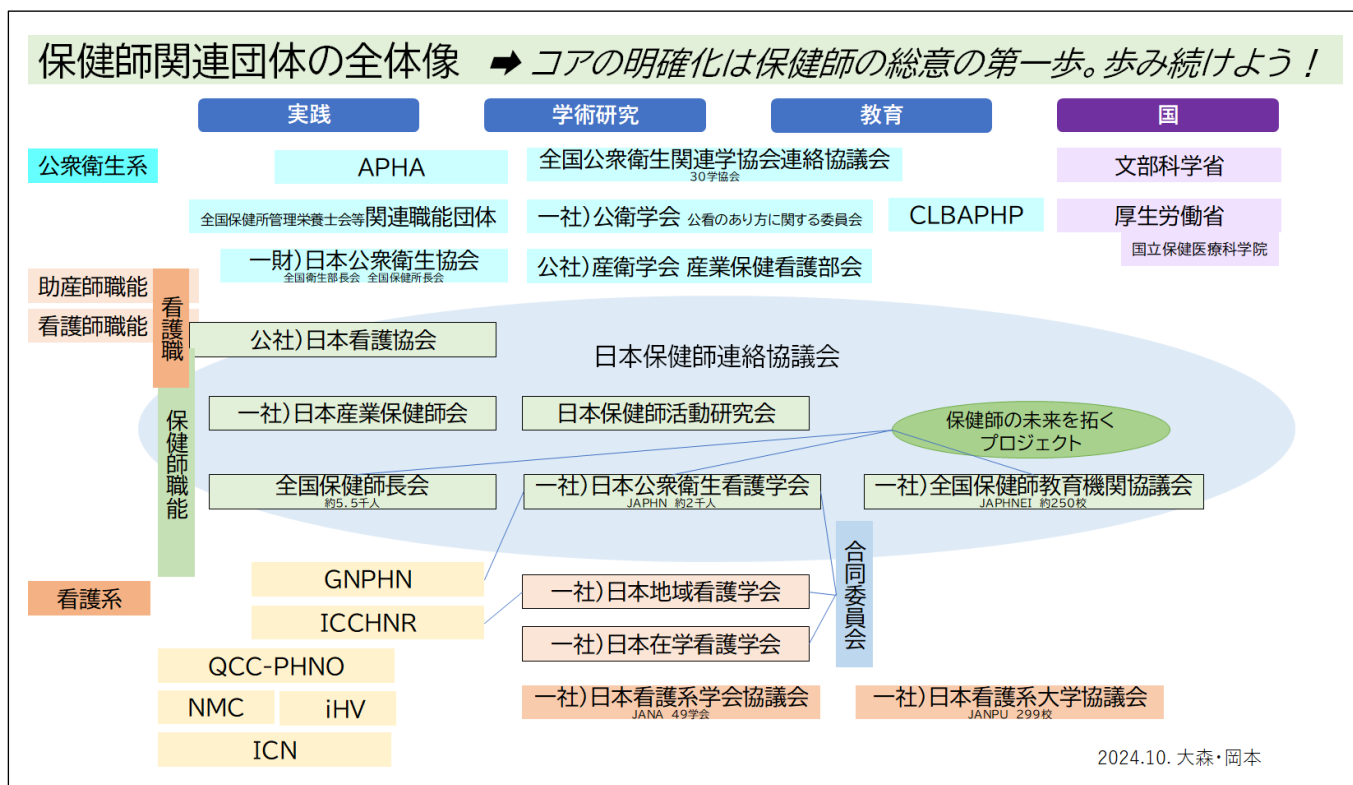 保健師関連団体の全体像 ➡ コアの明確化は保健師の総意の第一歩。歩み続けよう！
実践
学術研究
教育
国
公衆衛生系
APHA
全国公衆衛生関連学協会連絡協議会
30学協会
文部科学省
全国保健所管理栄養士会等関連職能団体
一社）公衛学会 公看のあり方に関する委員会
CLBAPHP
厚生労働省
国立保健医療科学院
一財）日本公衆衛生協会
全国衛生部長会 全国保健所長会
公社）産衛学会 産業保健看護部会
助産師職能
看護師職能
看護職
公社）日本看護協会
日本保健師連絡協議会
保健師職能
一社）日本産業保健師会
日本保健師活動研究会
保健師の未来を拓く
プロジェクト
全国保健師長会
約5.5千人
一社）日本公衆衛生看護学会
JAPHN 約2千人
一社）全国保健師教育機関協議会
JAPHNEI 約250校
合同委員会
看護系
GNPHN
ICCHNR
一社）日本地域看護学会
一社）日本在学看護学会
QCC-PHNO
NMC
iHV
ICN
一社）日本看護系学会協議会
JANA 49学会
一社）日本看護系大学協議会
JANPU 299校
2024.10. 大森・岡本